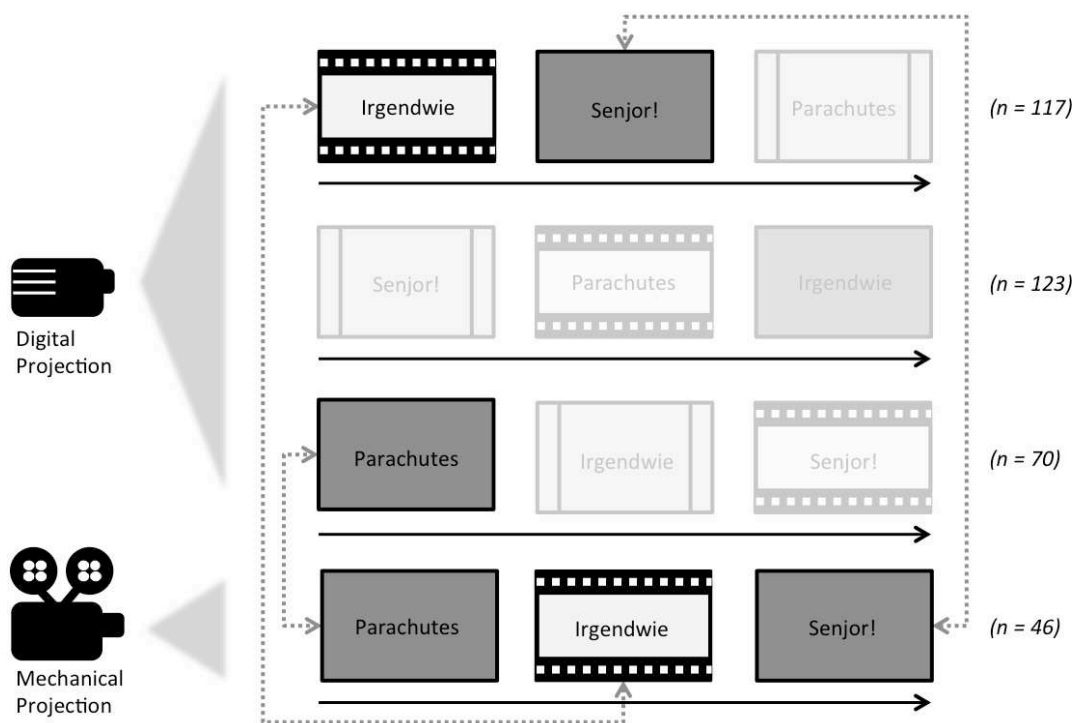 Irgendwie
Senjor!
Parachutes
(n = 117)
Senjor!
Parachutes
Irgendwie
(n = 123)
Digital
Projection
Parachutes
Irgendwie
Senjor!
(n = 70)
Parachutes
Irgendwie
Senjor!
(n = 46)
Mechanical
Projection